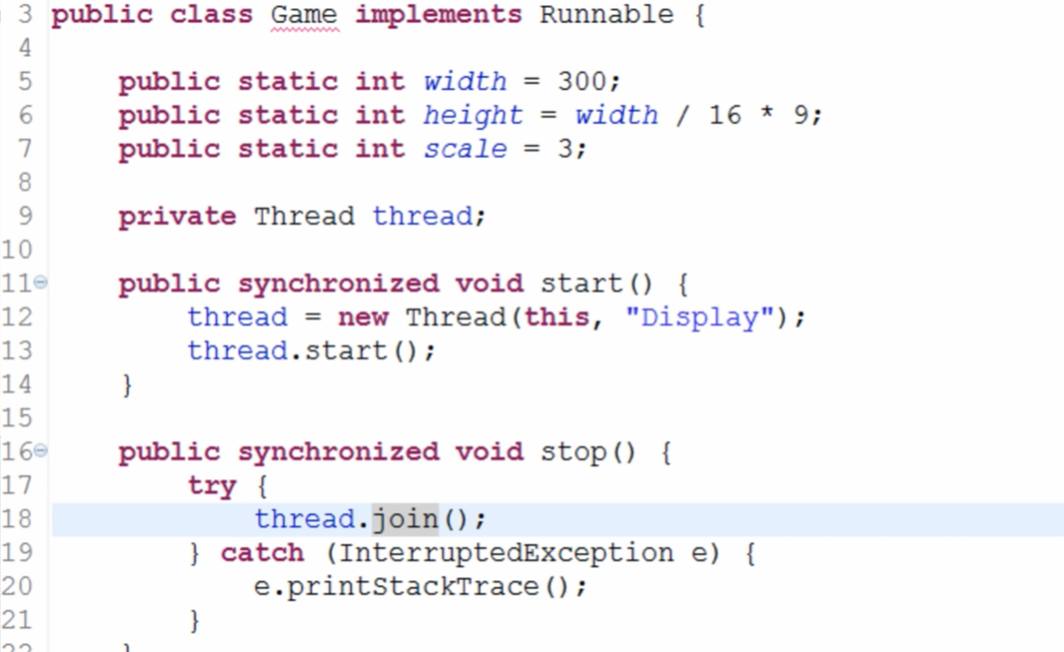 3 public class Game implements Runnable {
4
5 public static int width = 300;
6 public static int height = width / 16 * 9;
7 public static int scale = 3;
8
9 private Thread thread;
10
11 public synchronized void start() {
12 thread = new Thread(this, "Display");
13 thread.start();
14 }
15
16 public synchronized void stop() {
17 try {
18 thread.join();
19 } catch (InterruptedException e) {
20 e.printStackTrace();
21 }
22 }